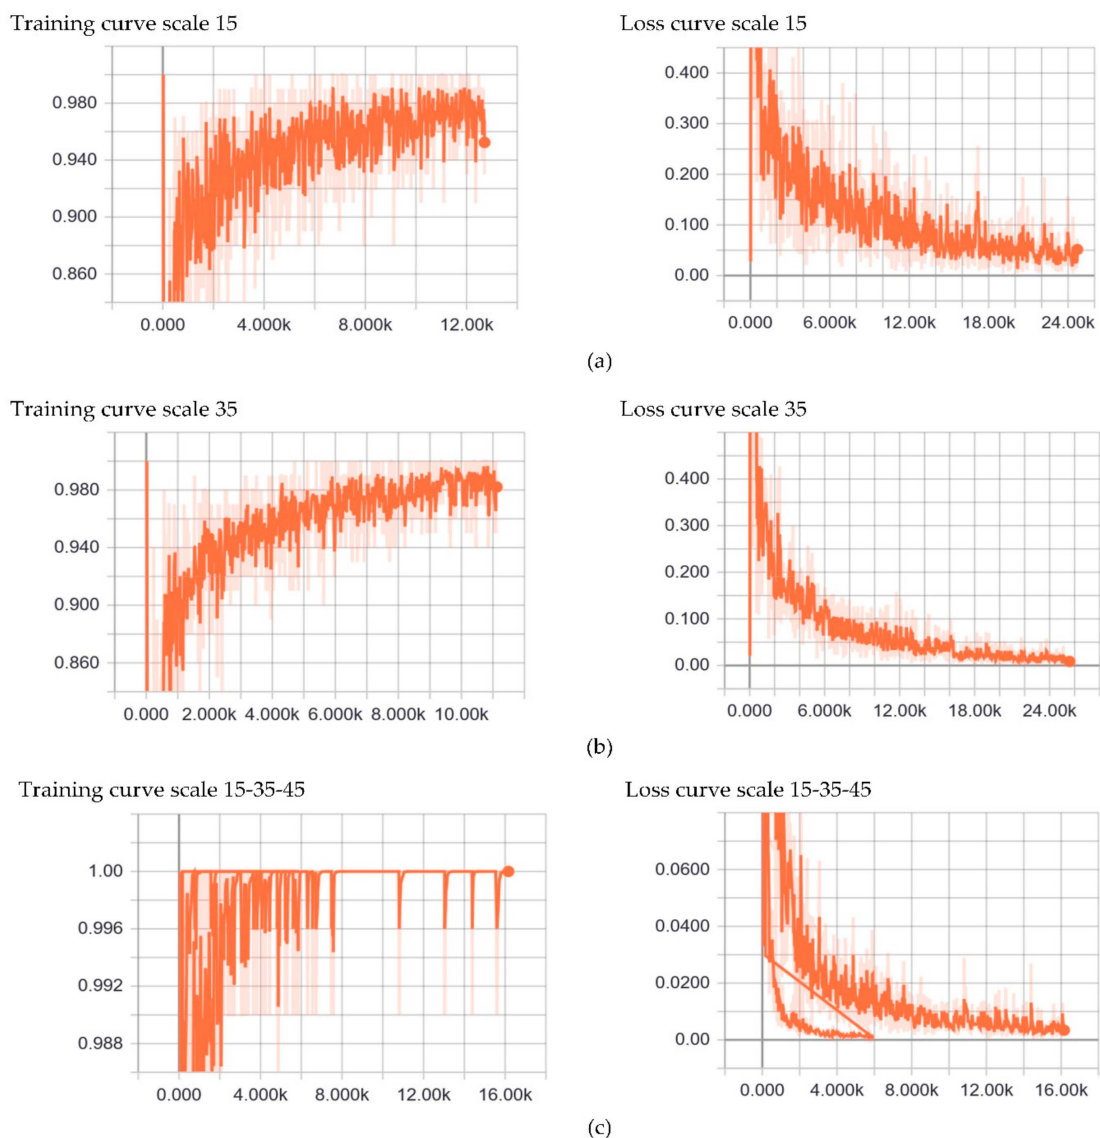 Training curve scale 15
Loss curve scale 15
0.980
0.940
0.900
0.860
0.000 4.000k 8.000k 12.00k
0.400
0.300
0.200
0.100
0.00
0.000 6.000k 12.00k 18.00k 24.00k
(a)
Training curve scale 35
Loss curve scale 35
0.980
0.940
0.900
0.860
0.000 2.000k 4.000k 6.000k 8.000k 10.00k
0.400
0.300
0.200
0.100
0.00
0.000 6.000k 12.00k 18.00k 24.00k
(b)
Training curve scale 15-35-45
Loss curve scale 15-35-45
1.00
0.996
0.992
0.988
0.000 4.000k 8.000k 12.00k 16.00k
0.0600
0.0400
0.0200
0.00
0.000 4.000k 8.000k 12.00k 16.00k
(c)